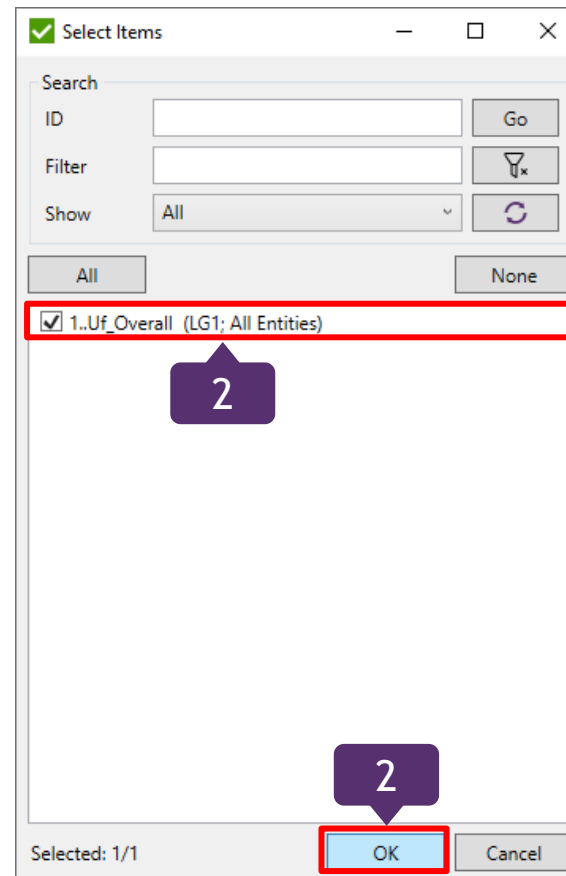 Select Items
Search
ID
Go
Filter
Show
All
All
None
1..Uf_Overall (LG1; All Entities)
2
2
Selected: 1/1
OK
Cancel